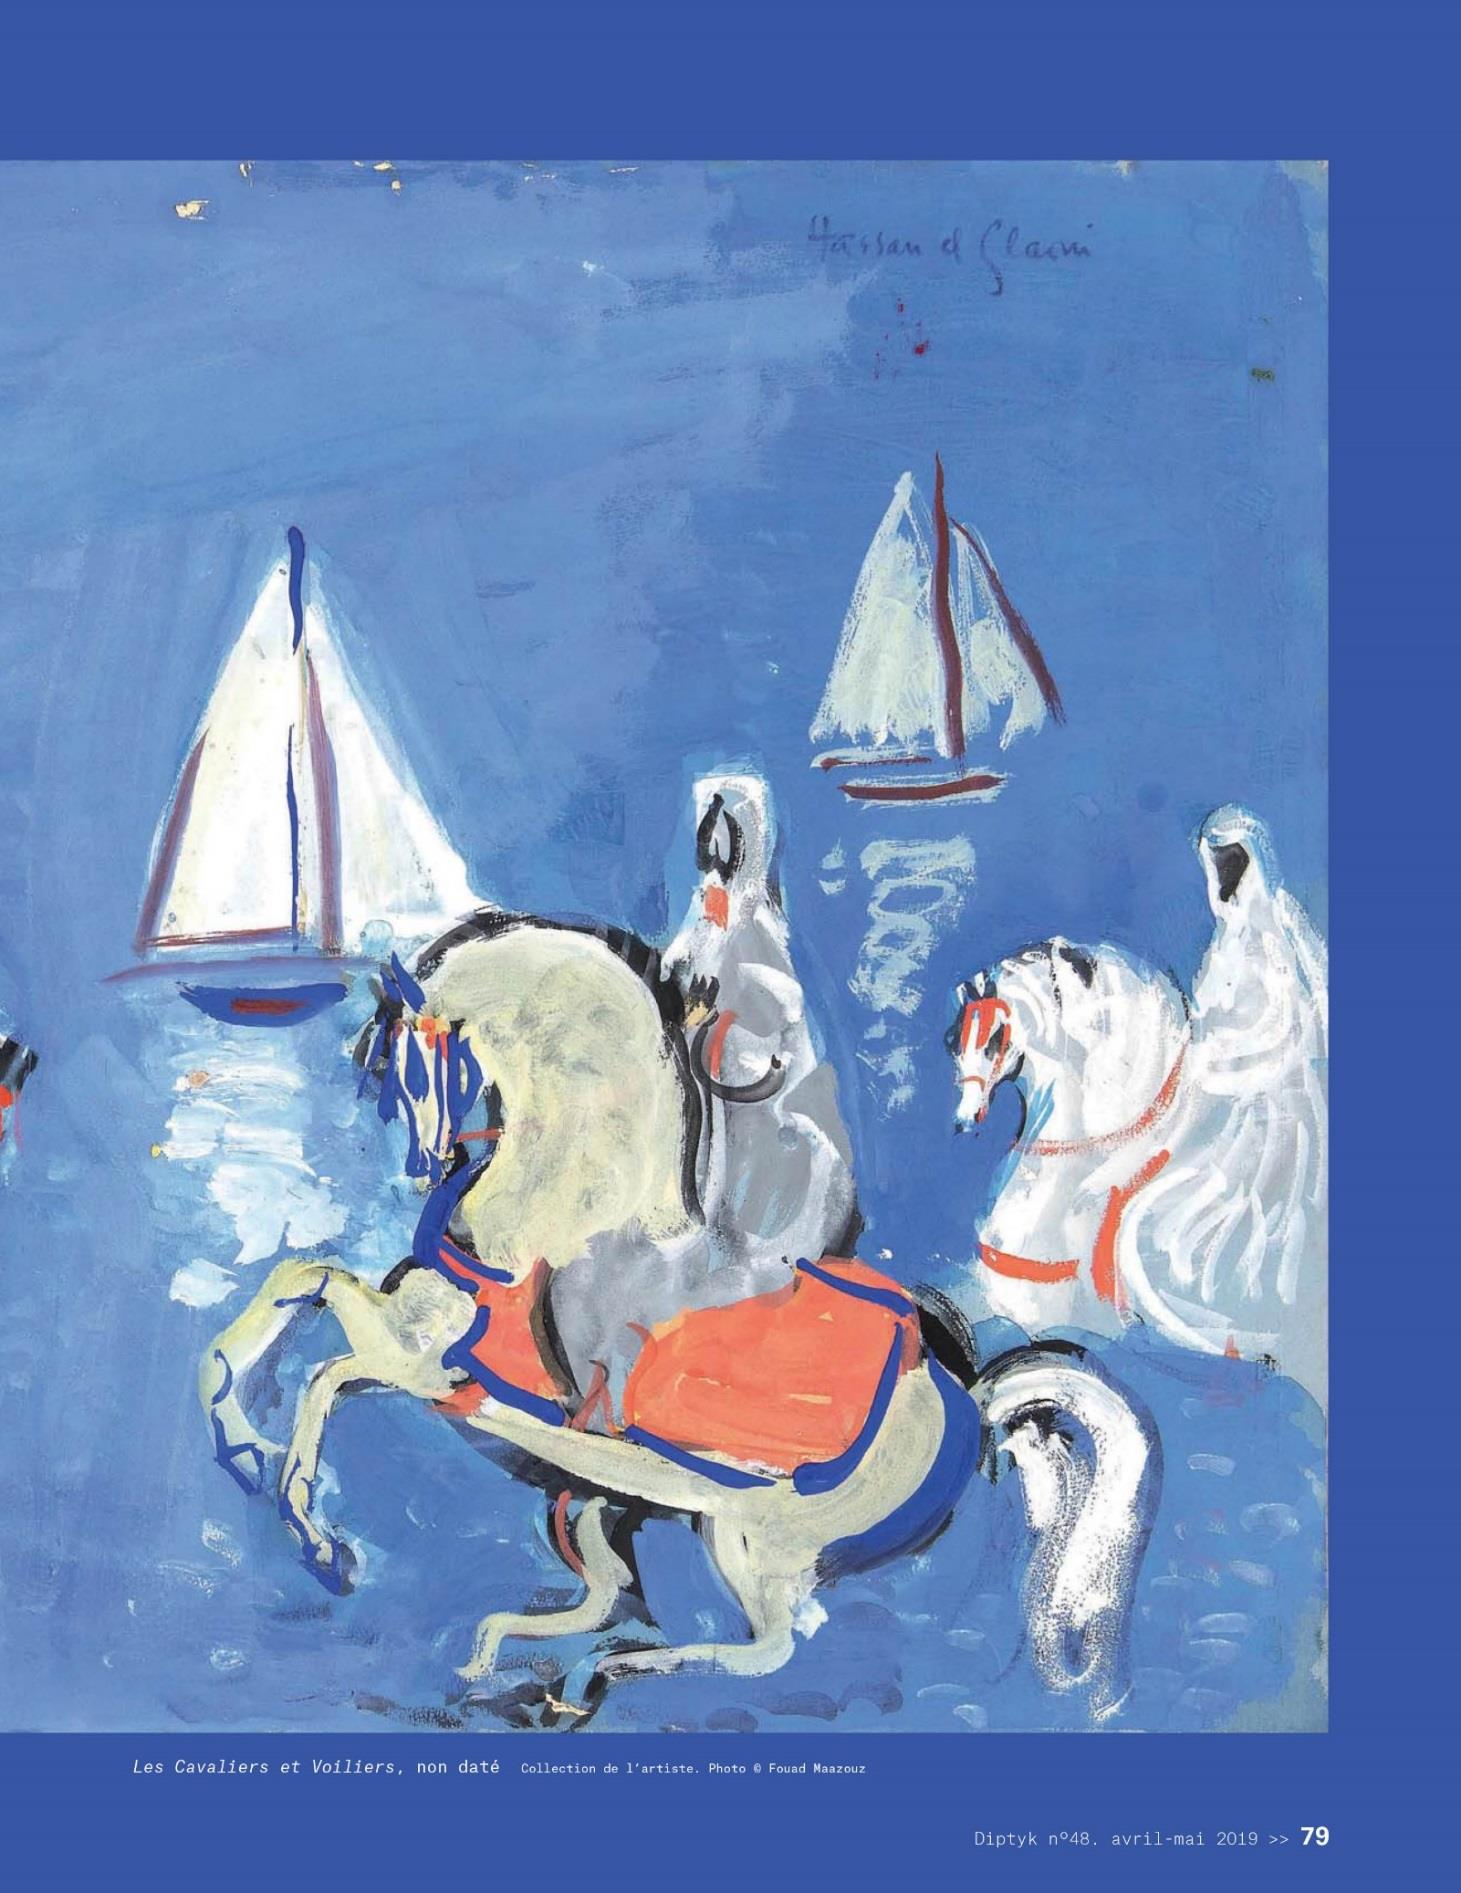 Hassan el Glaoui
Les Cavaliers et Voiliers, non daté Collection de l'artiste. Photo © Fouad Maazouz
Diptyk nº48. avril-mai 2019 >> 79